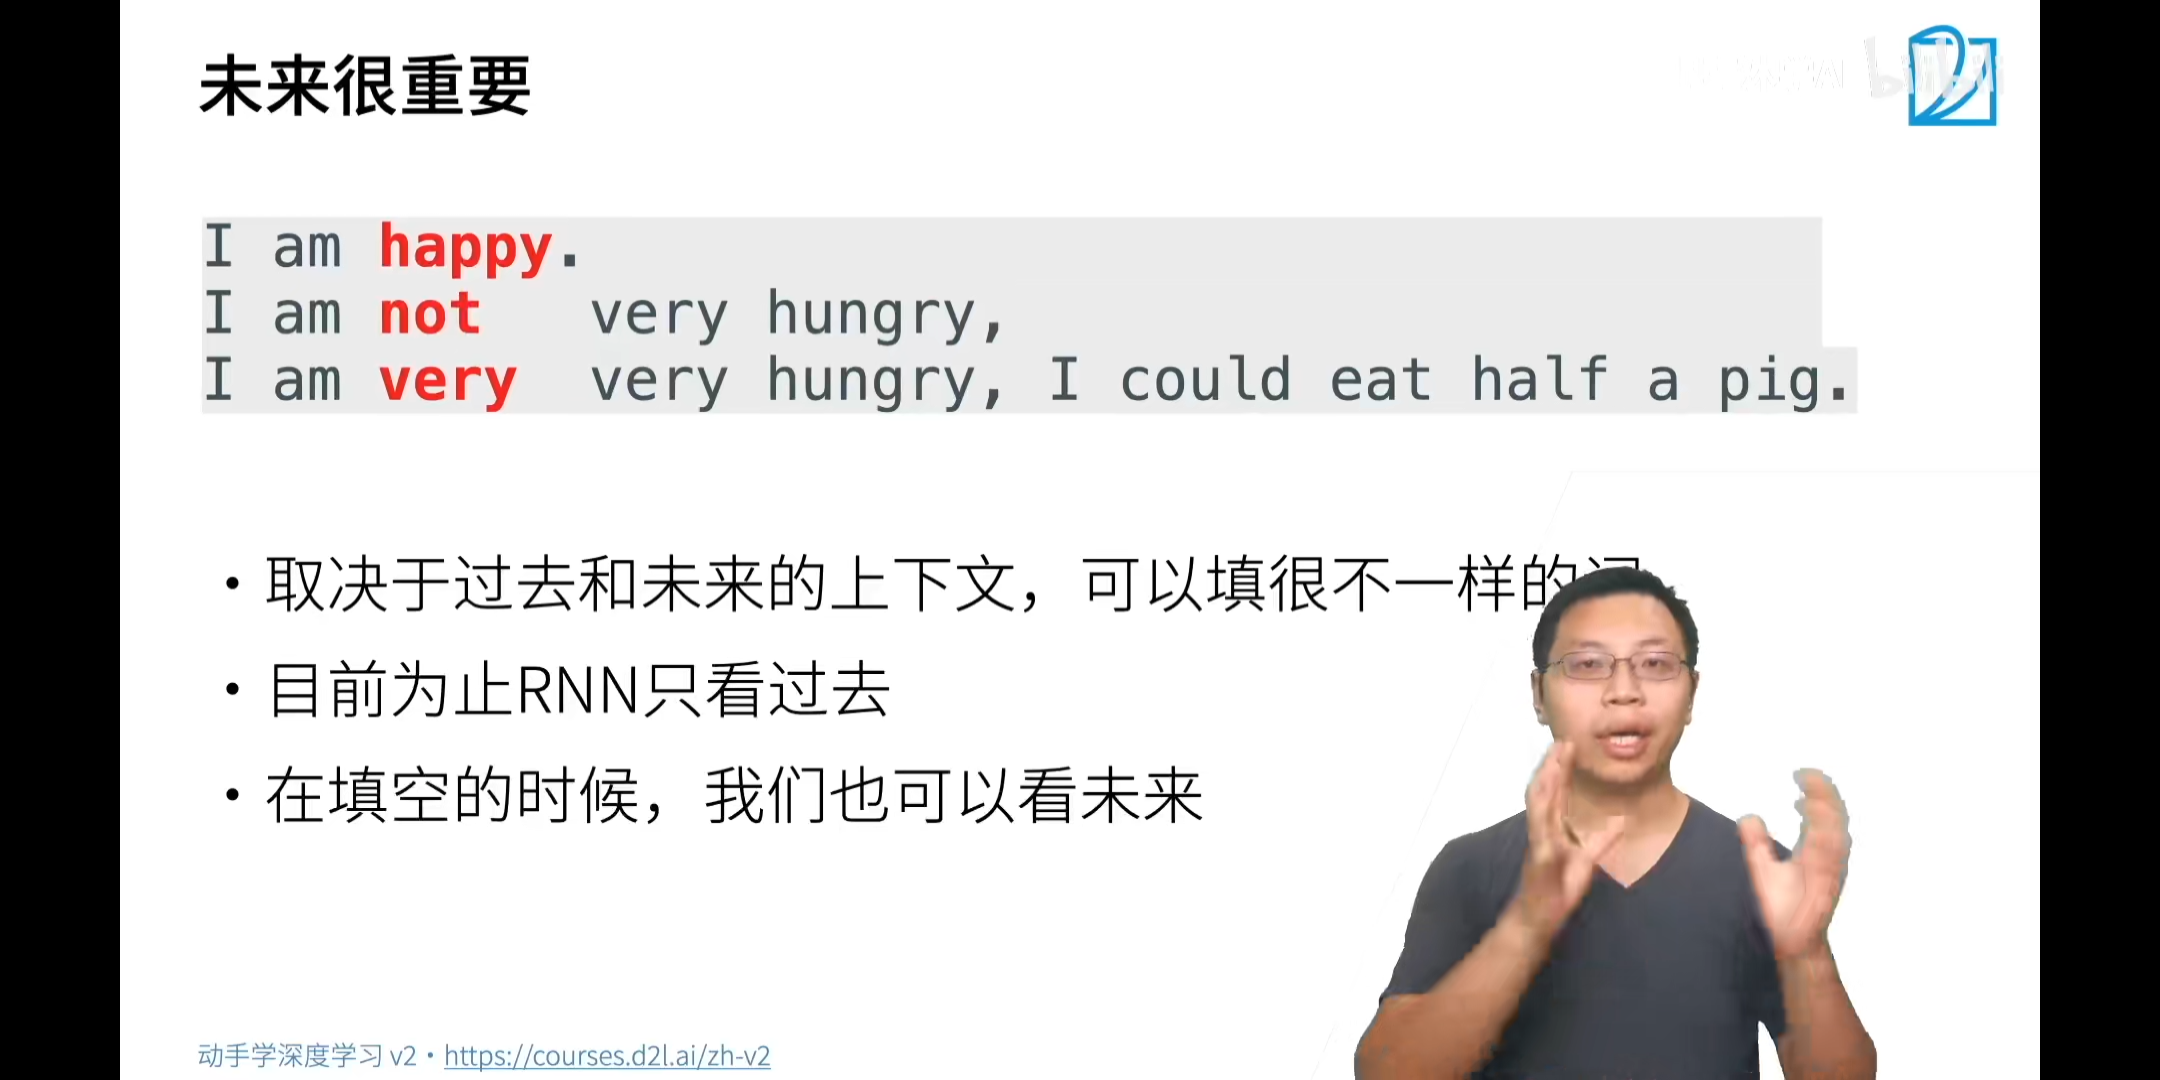 未来很重要
bilibili
I am happy.
I am not very hungry,
I am very very hungry, I could eat half a pig.
• 取决于过去和未来的上下文，可以填很不一样的
• 目前为止RNN只看过去
• 在填空的时候，我们也可以看未来
动手学深度学习 v2 • https://courses.d2l.ai/zh-v2